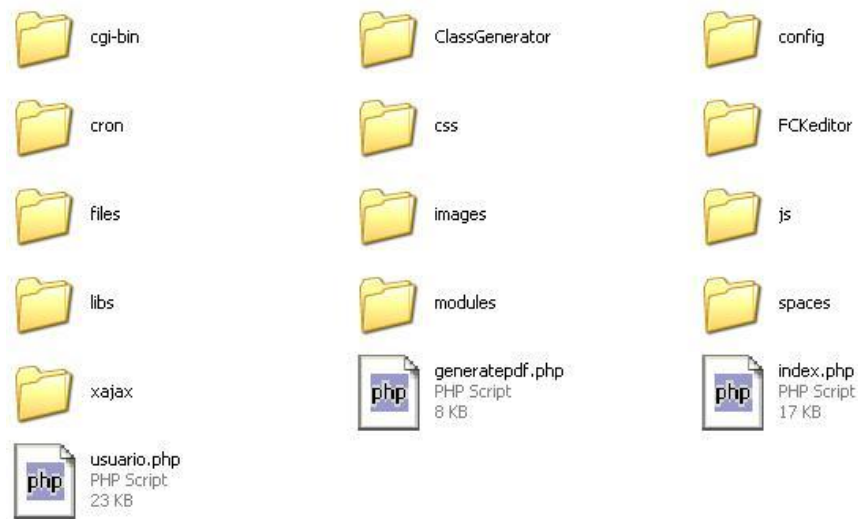 cgi-bin
ClassGenerator
config
cron
css
FCKeditor
files
images
js
libs
modules
spaces
xajax
php
generatepdf.php
PHP Script
8 KB
php
index.php
PHP Script
17 KB
php
usuario.php
PHP Script
23 KB